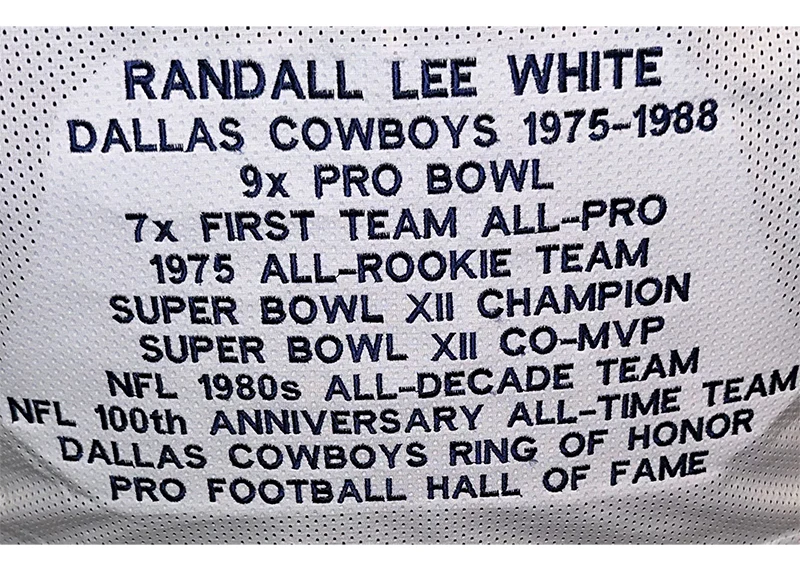 RANDALL LEE WHITE
DALLAS COWBOYS 1975-1988
9x PRO BOWL
7x FIRST TEAM ALL-PRO
1975 ALL-ROOKIE TEAM
SUPER BOWL XII CHAMPION
SUPER BOWL XII CO-MVP
NFL 1980s ALL-DECADE TEAM
NFL 100th ANNIVERSARY ALL-TIME TEAM
DALLAS COWBOYS RING OF HONOR
PRO FOOTBALL HALL OF FAME